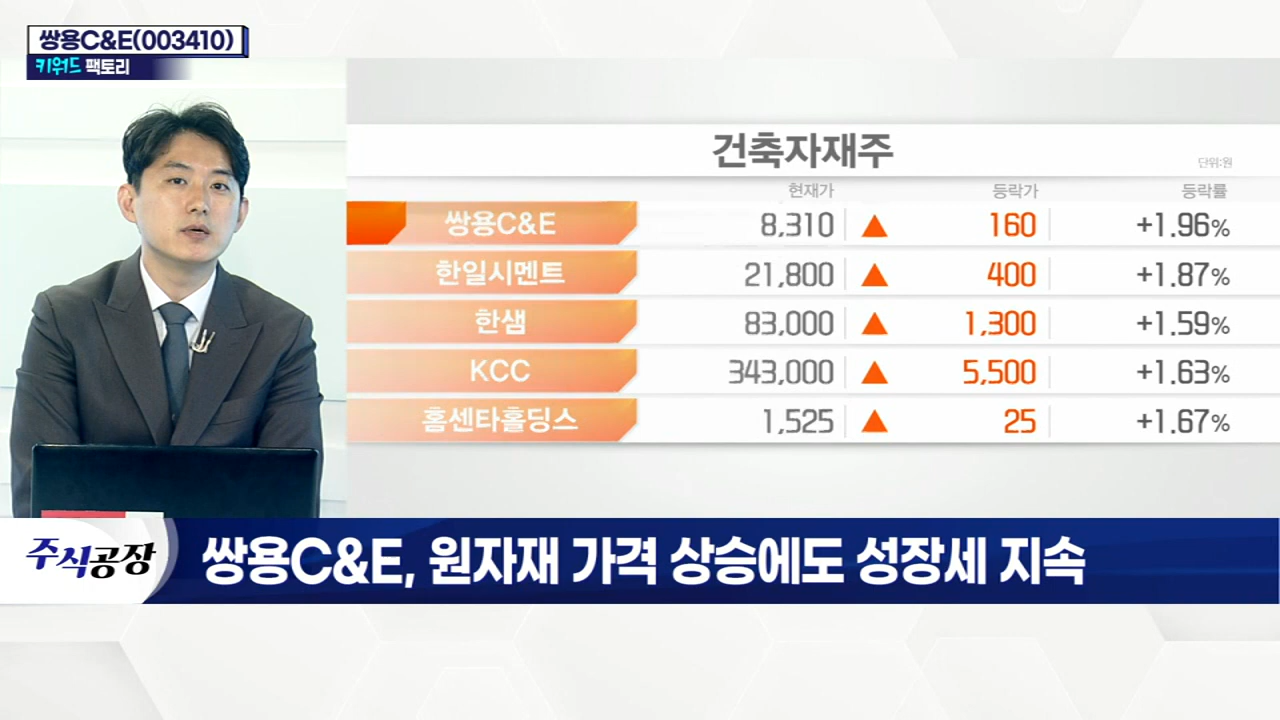 쌍용C&E(003410)
키워드 팩토리
건축자재주
단위:원
현재가 등락가 등락률
쌍용C&E 8,310 ▲ 160 +1.96%
한일시멘트 21,800 ▲ 400 +1.87%
한샘 83,000 ▲ 1,300 +1.59%
KCC 343,000 ▲ 5,500 +1.63%
홈센타홀딩스 1,525 ▲ 25 +1.67%
주식공장
쌍용C&E, 원자재 가격 상승에도 성장세 지속